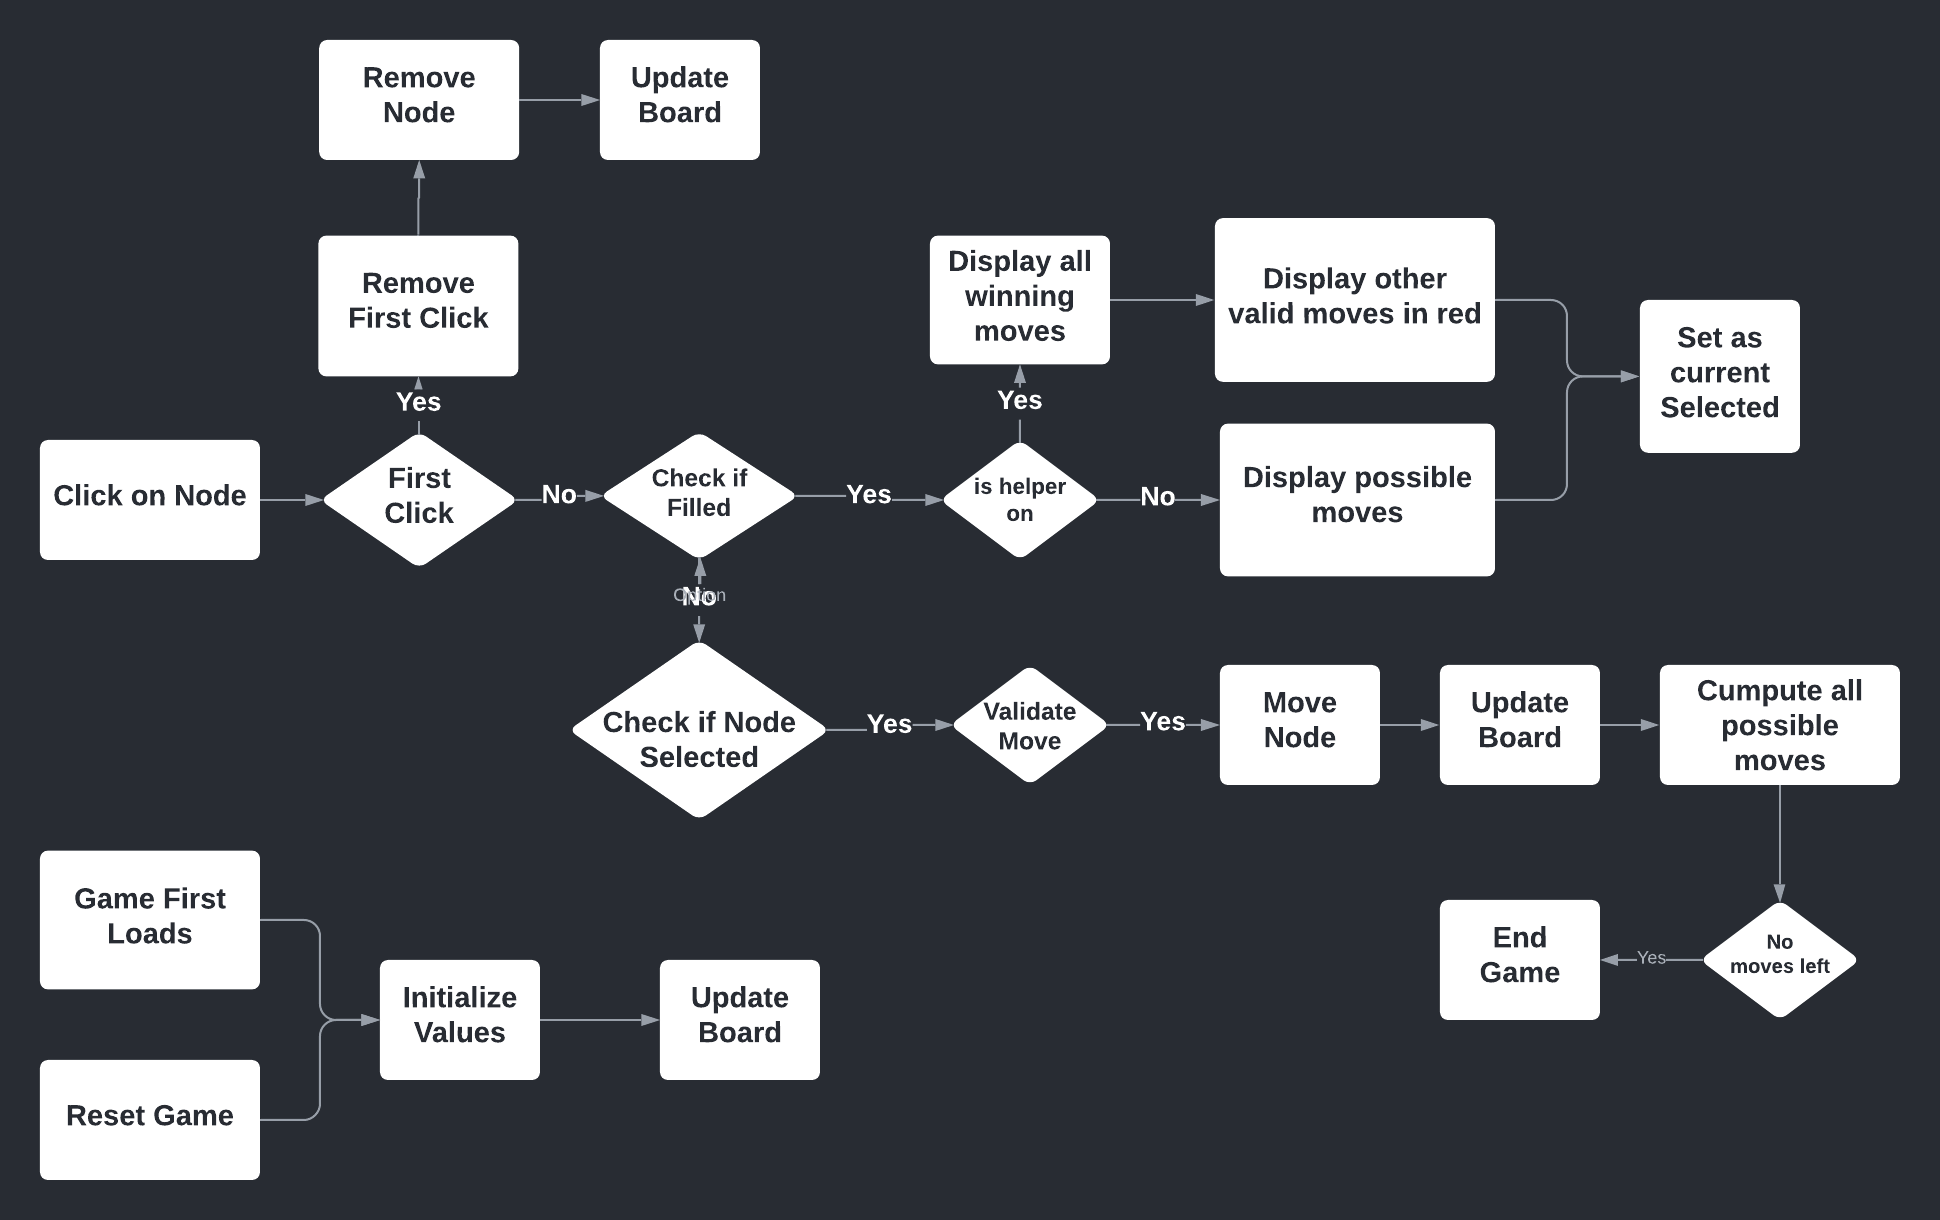 Remove
Node
Update
Board
Remove
First Click
Display all
winning
moves
Display other
valid moves in red
Set as
current
Selected
Yes
Yes
Click on Node
First
Click
No
Check if
Filled
Yes
is helper
on
No
Display possible
moves
No
Option
Check if Node
Selected
Yes
Validate
Move
Yes
Move
Node
Update
Board
Cumpute all
possible
moves
Game First
Loads
End
Game
Yes
No
moves left
Initialize
Values
Update
Board
Reset Game